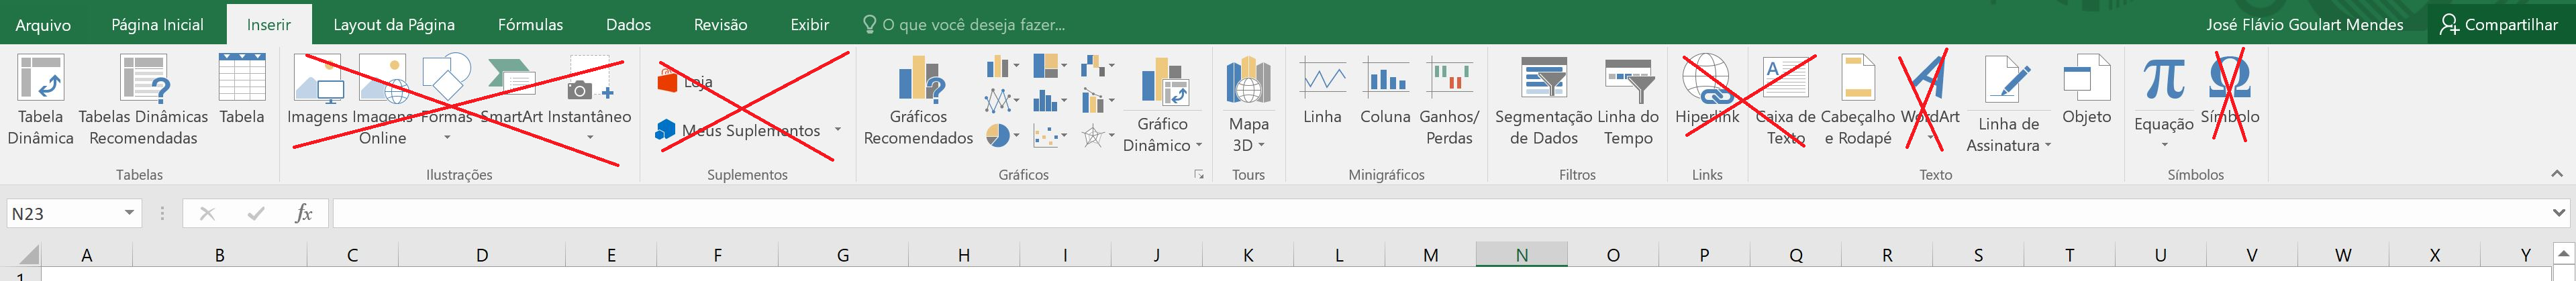 Arquivo Página Inicial Inserir Layout da Página Fórmulas Dados Revisão Exibir O que você deseja fazer... José Flávio Goulart Mendes Compartilhar
Tabela Dinâmica
Tabelas Dinâmicas Recomendadas
Tabela
Tabelas
Imagens
Imagens Online
Formas
SmartArt
Instantâneo
Ilustrações
Loja
Meus Suplementos
Suplementos
Gráficos Recomendados
Gráfico Dinâmico
Gráficos
Mapa 3D
Tours
Linha
Coluna
Ganhos/ Perdas
Minigráficos
Segmentação de Dados
Linha do Tempo
Filtros
Hiperlink
Links
Caixa de Texto
Cabeçalho e Rodapé
WordArt
Linha de Assinatura
Objeto
Texto
π
Equação
Ω
Símbolo
Símbolos
N23 fx
A B C D E F G H I J K L M N O P Q R S T U V W X Y
1